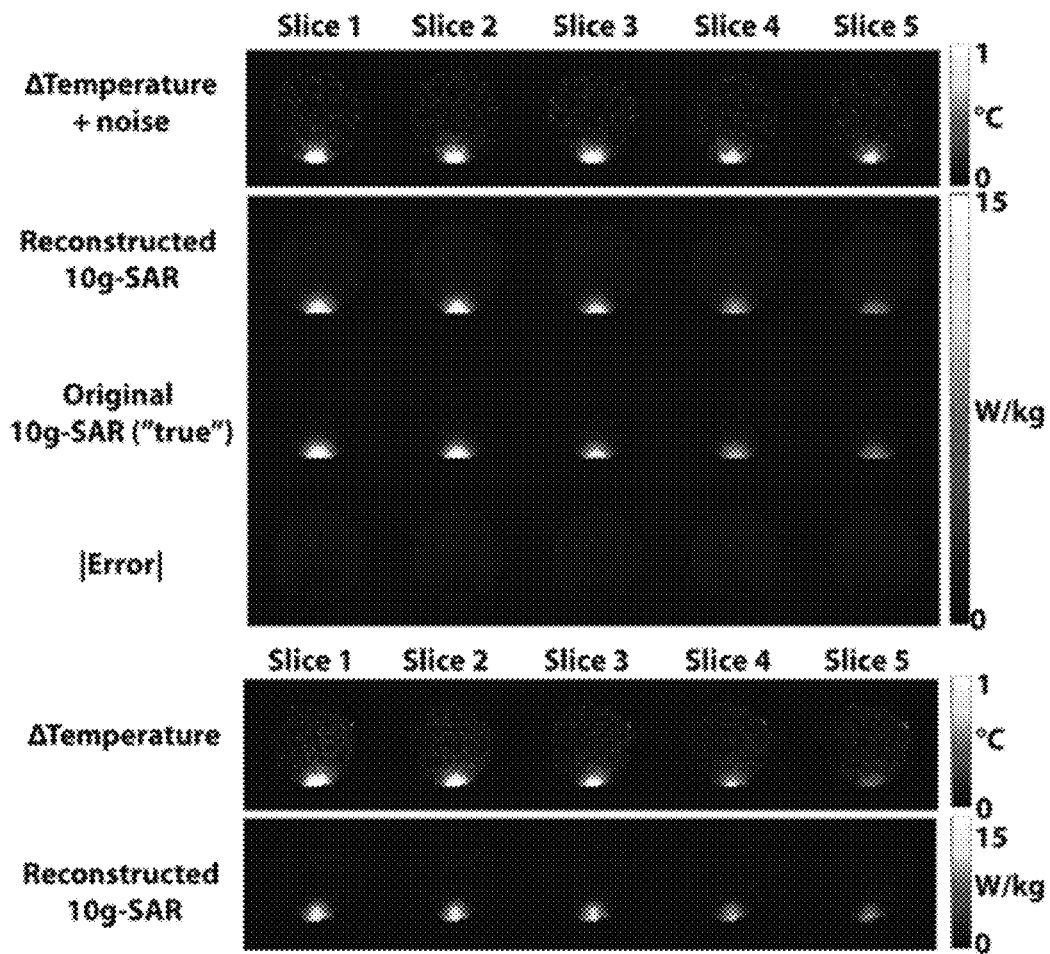 Slice 1 Slice 2 Slice 3 Slice 4 Slice 5
ΔTemperature
+ noise
1
°C
0
Reconstructed
10g-SAR
15
Original
10g-SAR ("true")
W/kg
|Error|
0
Slice 1 Slice 2 Slice 3 Slice 4 Slice 5
ΔTemperature
1
°C
0
Reconstructed
10g-SAR
15
W/kg
0